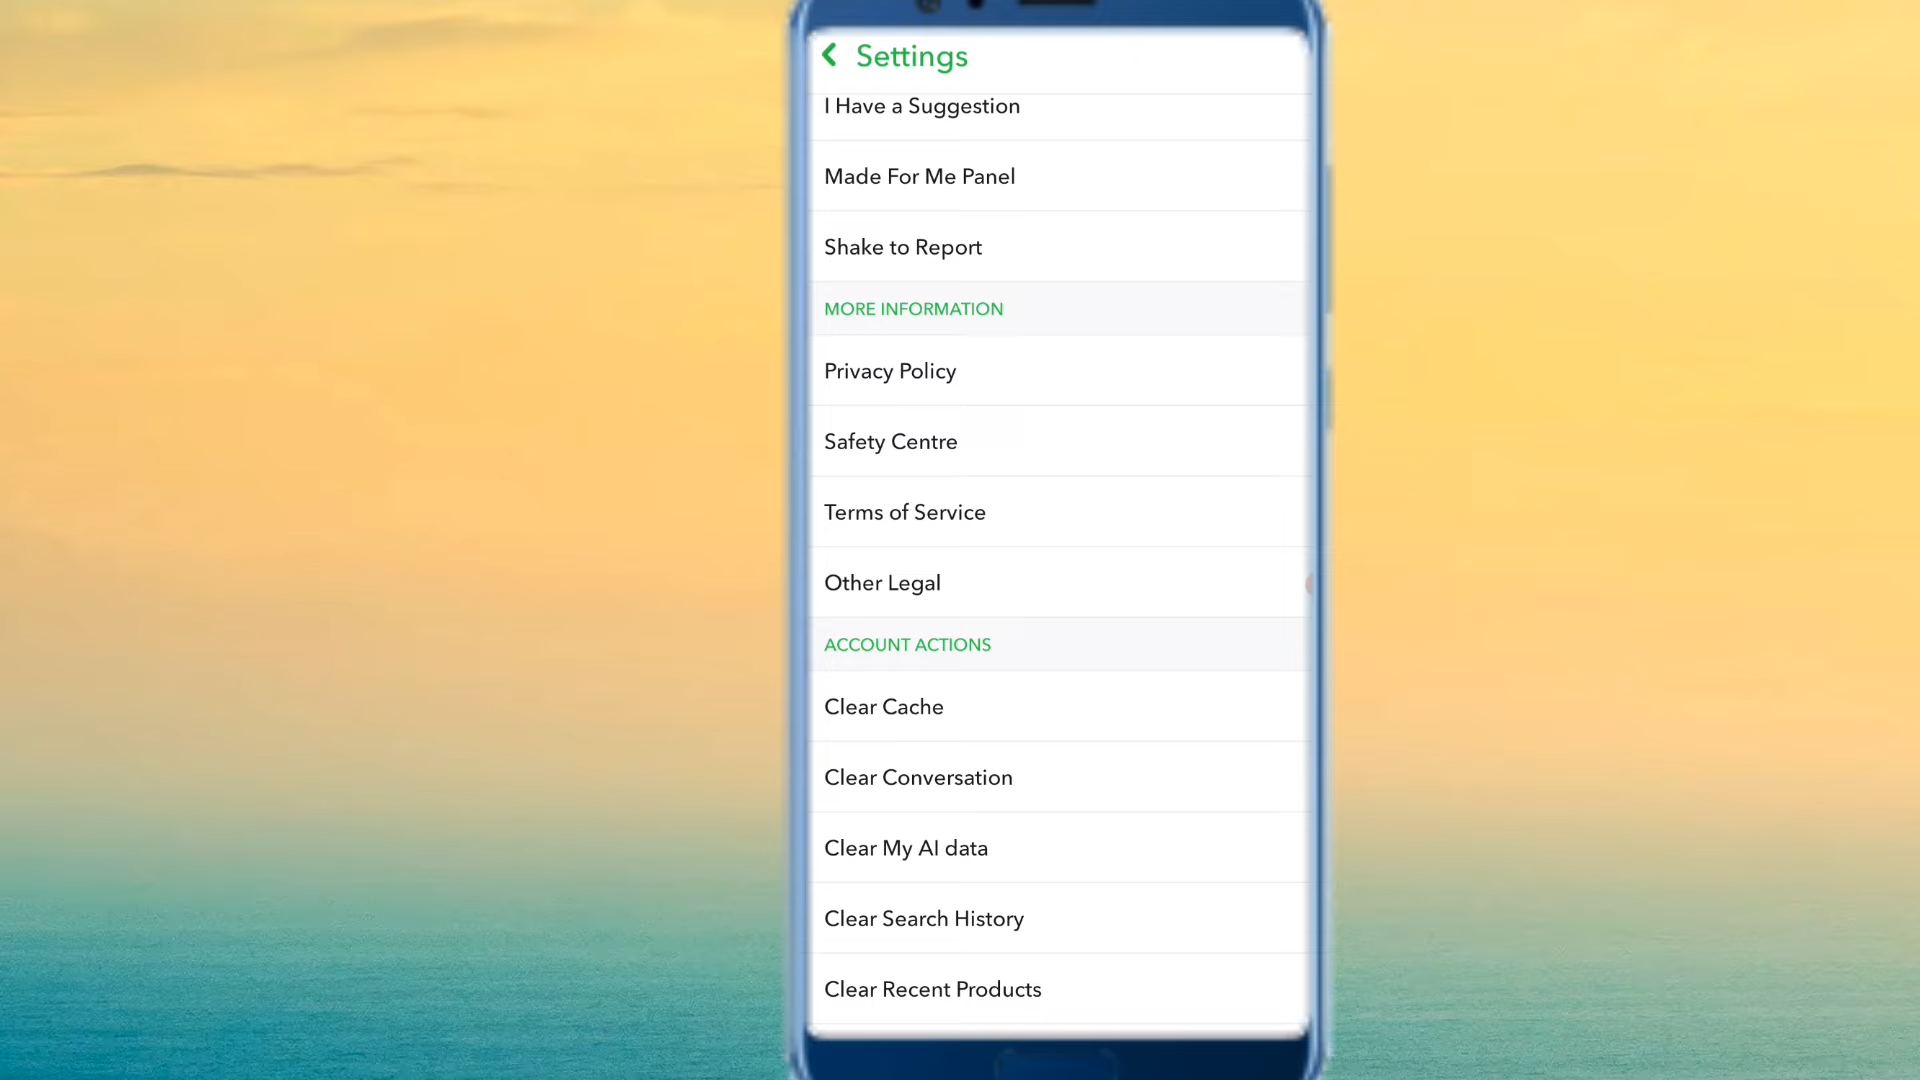 Settings
I Have a Suggestion
Made For Me Panel
Shake to Report
MORE INFORMATION
Privacy Policy
Safety Centre
Terms of Service
Other Legal
ACCOUNT ACTIONS
Clear Cache
Clear Conversation
Clear My AI data
Clear Search History
Clear Recent Products